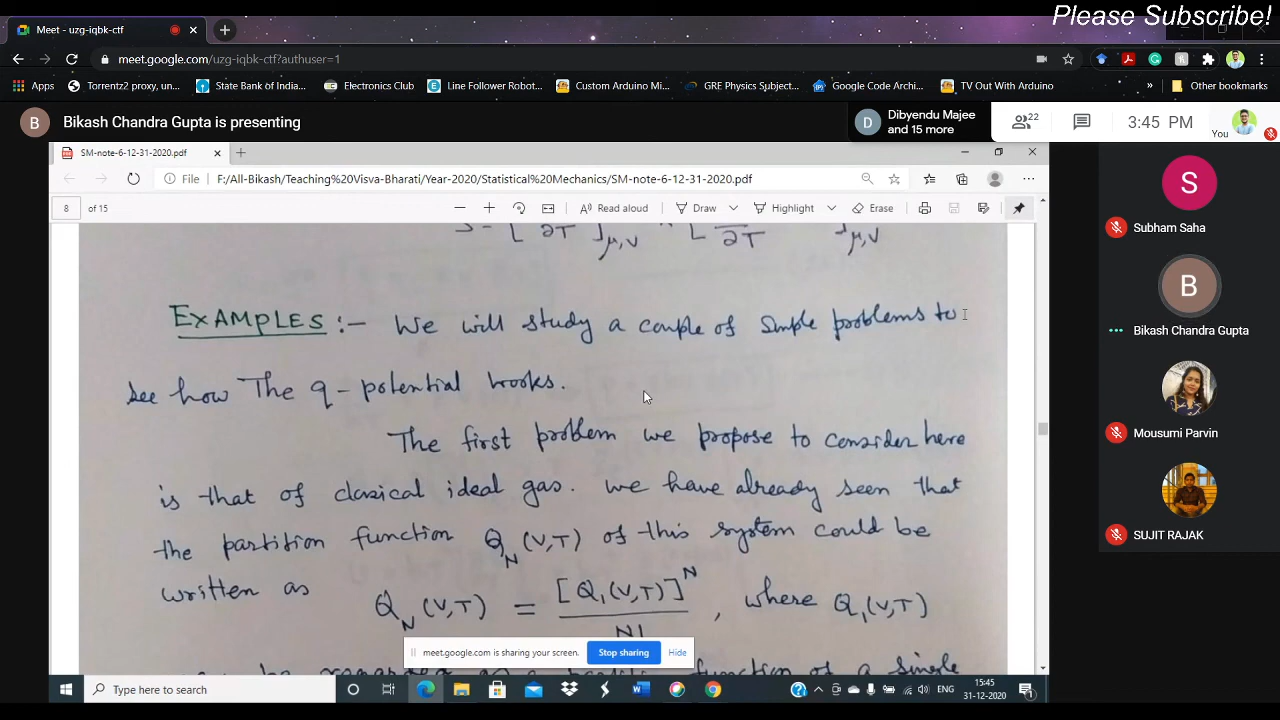 Please Subscribe!
Meet - uzg-iqbk-ctf
meet.google.com/uzg-iqbk-ctf?authuser=1
Apps
Torrentz2 proxy, un...
State Bank of India...
Electronics Club
Line Follower Robot...
Custom Arduino Mi...
GRE Physics Subject...
Google Code Archi...
TV Out With Arduino
»
Other bookmarks
B
Bikash Chandra Gupta is presenting
D
Dibyendu Majee
and 15 more
22
3:45 PM
You
SM-note-6-12-31-2020.pdf
File
F:/All-Bikash/Teaching%20Visva-Bharati/Year-2020/Statistical%20Mechanics/SM-note-6-12-31-2020.pdf
8 of 15
Read aloud
Draw
Highlight
Erase
∂T ]μ,V
∂T ]μ,V
EXAMPLES :- We will study a couple of simple problems to
see how The q-potential works.
The first problem we propose to consider here
is that of classical ideal gas. We have already seen that
the partition function Q_N(V,T) of this system could be
written as Q_N(V,T) = [Q₁(V,T)]^N / N! , where Q₁(V,T)
function of a single
meet.google.com is sharing your screen.
Stop sharing
Hide
S
Subham Saha
B
Bikash Chandra Gupta
Mousumi Parvin
SUJIT RAJAK
Type here to search
ENG
15:45
31-12-2020
1